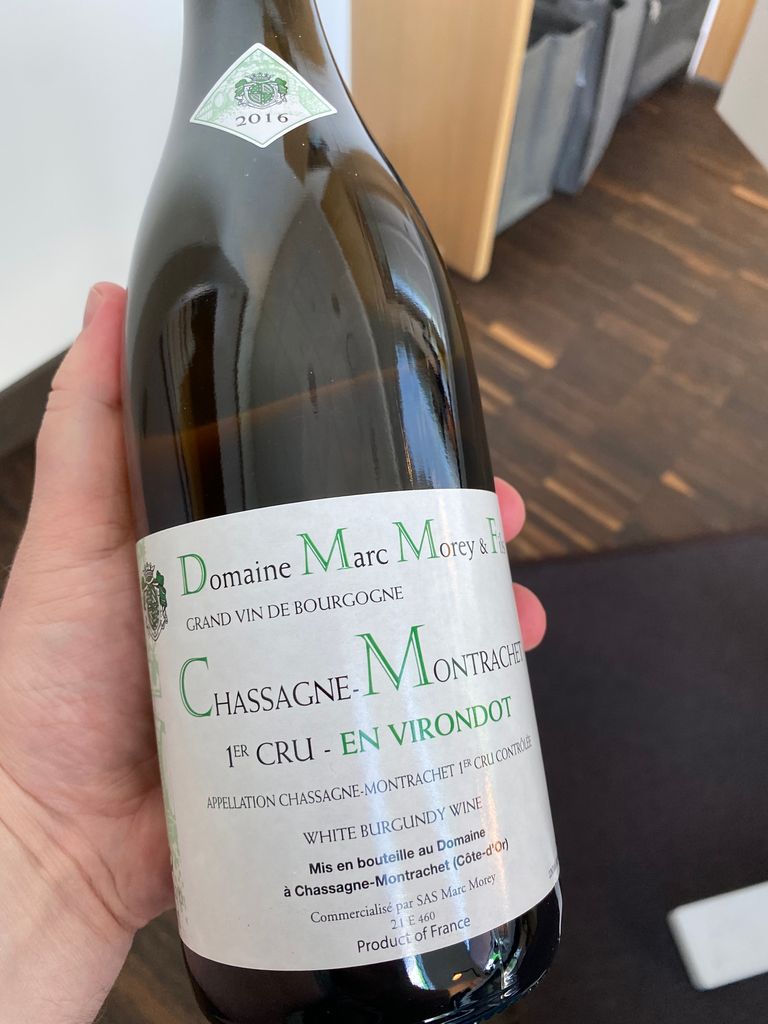 2016
Domaine Marc Morey &
GRAND VIN DE BOURGOGNE
CHASSAGNE-MONTRACHET
1ER CRU - EN VIRONDOT
APPELLATION CHASSAGNE-MONTRACHET 1ER CRU CONTRÔLÉE
WHITE BURGUNDY WINE
Mis en bouteille au Domaine
à Chassagne-Montrachet (Côte-d'Or)
Commercialisé par SAS Marc Morey
21 E 460
Product of France